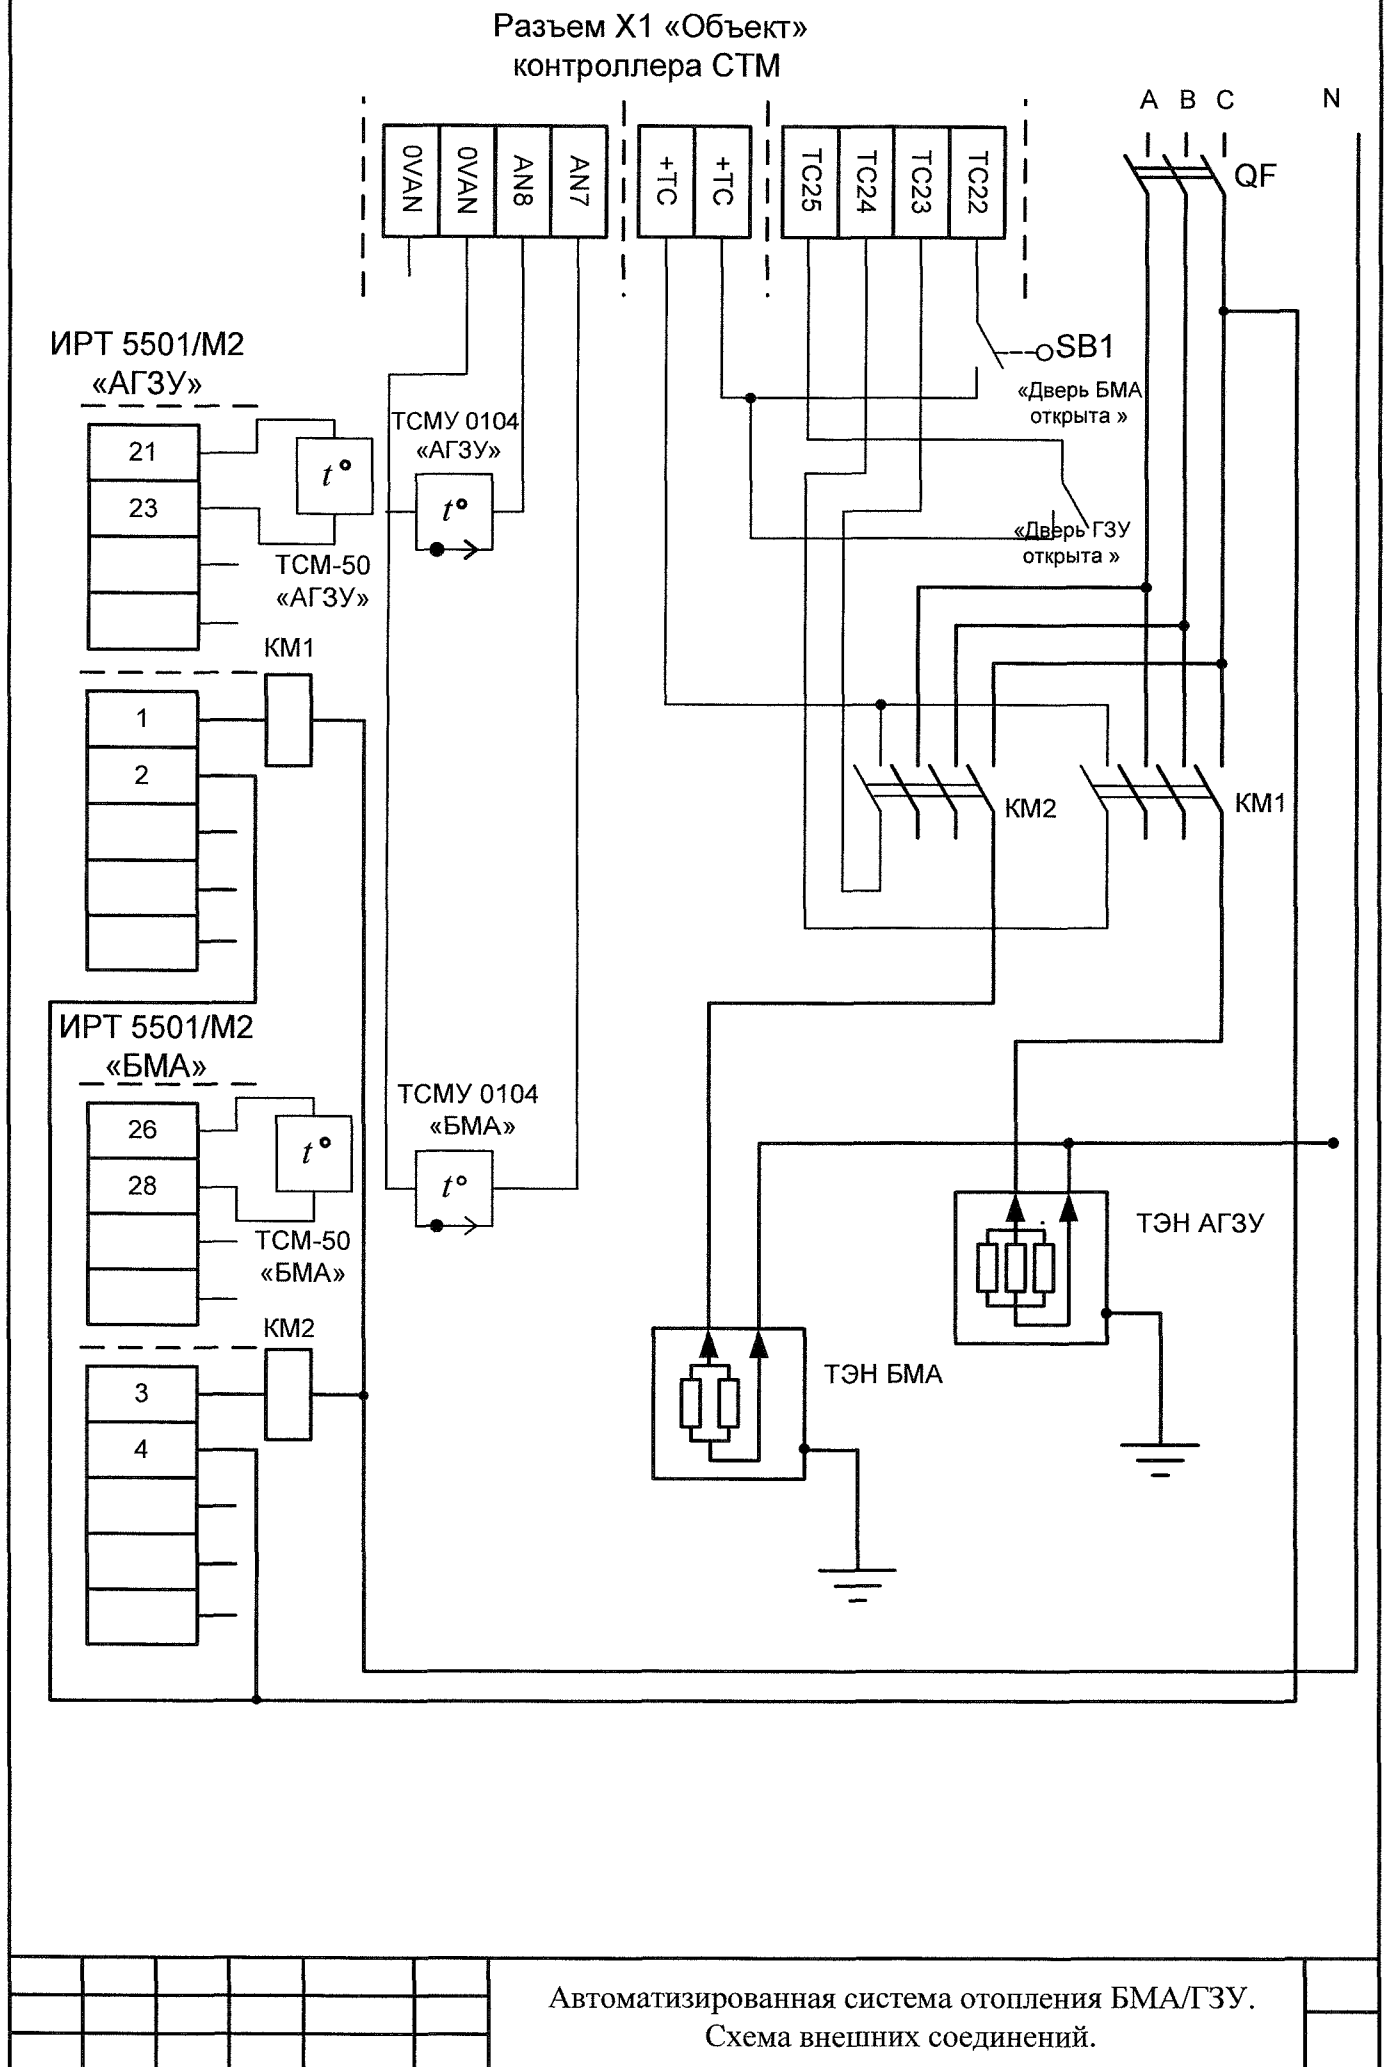 Разъем X1 «Объект»
контроллера СТМ
A B C N
0VAN 0VAN AN8 AN7 +TC +TC TC25 TC24 TC23 TC22
QF
SB1
«Дверь БМА
открыта »
ИРТ 5501/М2
«АГЗУ»
21
23
t°
ТСМ-50
«АГЗУ»
ТСМУ 0104
«АГЗУ»
t°
«Дверь ГЗУ
открыта »
КМ1
1
2
КМ2
КМ1
ИРТ 5501/М2
«БМА»
26
28
t°
ТСМ-50
«БМА»
ТСМУ 0104
«БМА»
t°
ТЭН АГЗУ
КМ2
3
4
ТЭН БМА
Автоматизированная система отопления БМА/ГЗУ.
Схема внешних соединений.